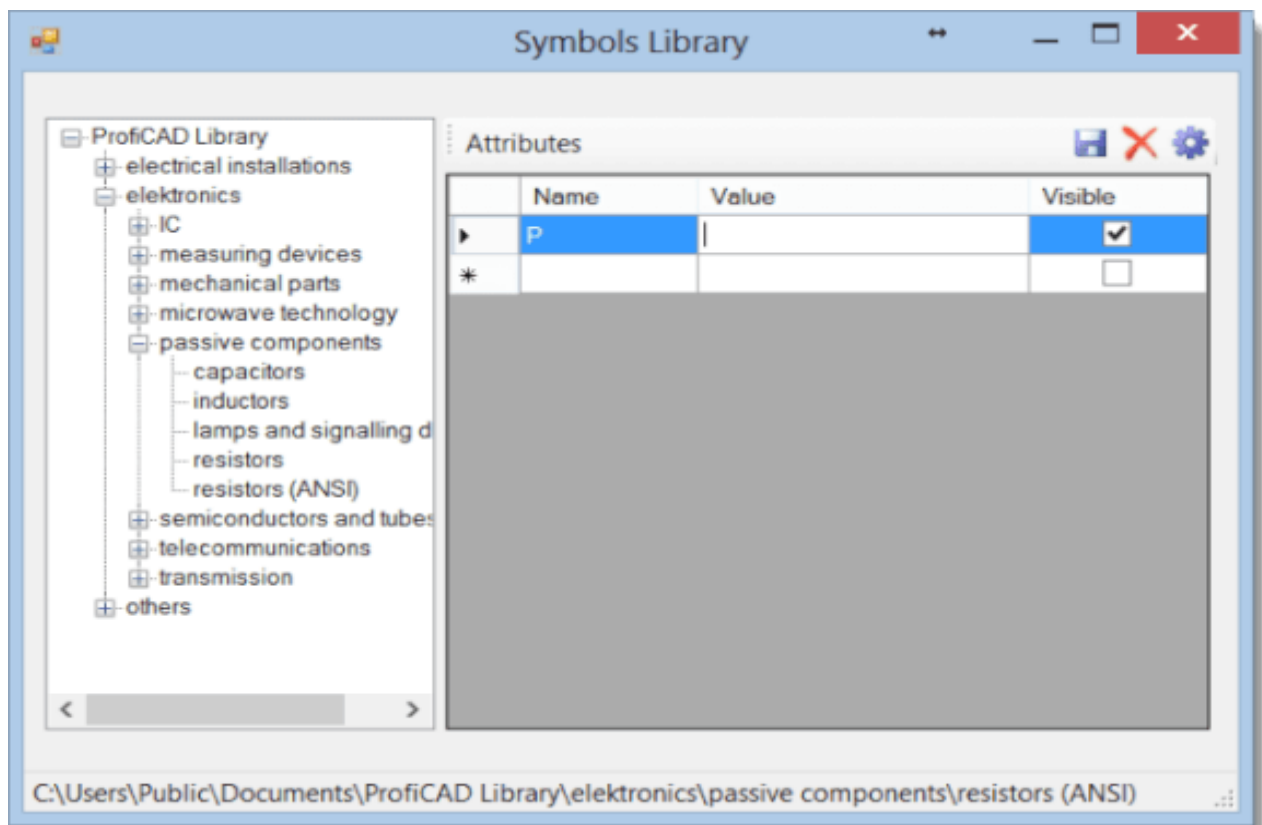 Symbols Library
ProfiCAD Library
electrical installations
elektronics
IC
measuring devices
mechanical parts
microwave technology
passive components
capacitors
inductors
lamps and signalling d
resistors
resistors (ANSI)
semiconductors and tubes
telecommunications
transmission
others
Attributes
Name Value Visible
P
C:\Users\Public\Documents\ProfiCAD Library\elektronics\passive components\resistors (ANSI)